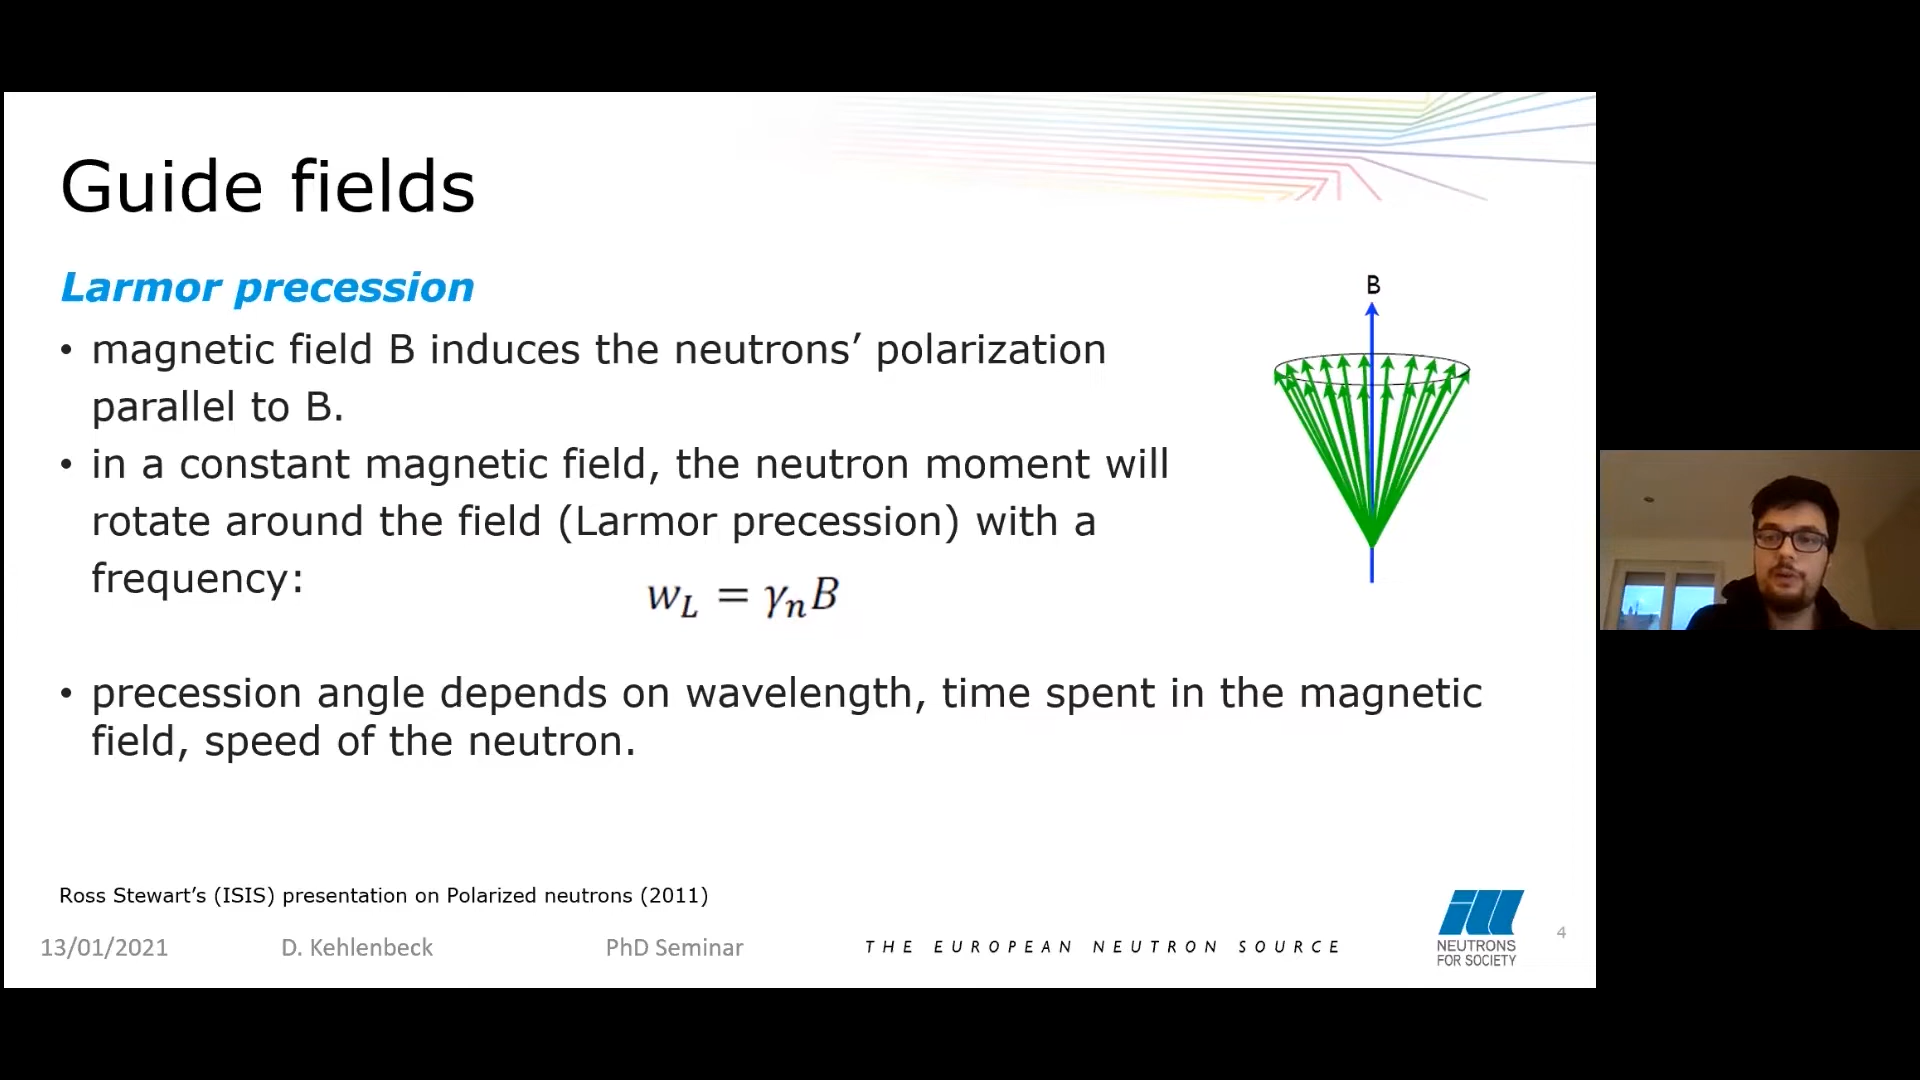 Guide fields
Larmor precession
B
• magnetic field B induces the neutrons’ polarization
parallel to B.
• in a constant magnetic field, the neutron moment will
rotate around the field (Larmor precession) with a
frequency:
w_L = γ_n B
• precession angle depends on wavelength, time spent in the magnetic
field, speed of the neutron.
Ross Stewart’s (ISIS) presentation on Polarized neutrons (2011)
13/01/2021 D. Kehlenbeck PhD Seminar THE EUROPEAN NEUTRON SOURCE
ill
NEUTRONS
FOR SOCIETY
4